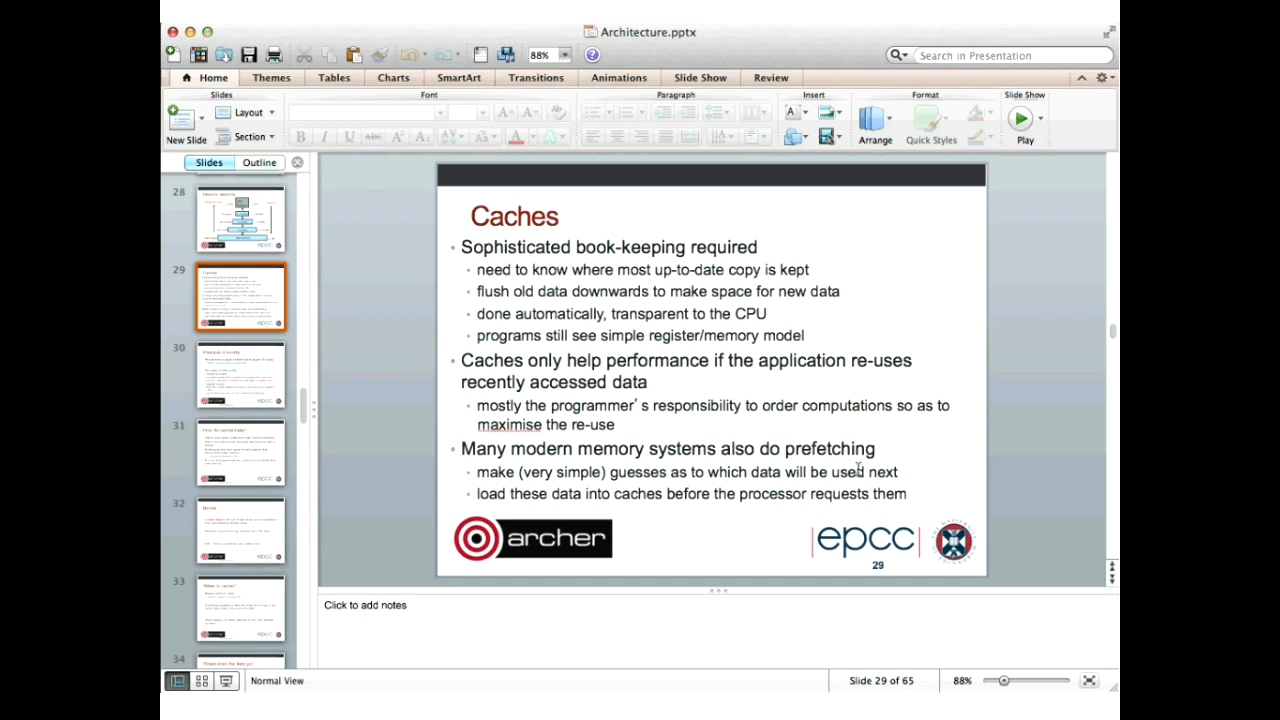 Architecture.pptx
88%
Search in Presentation
Home Themes Tables Charts SmartArt Transitions Animations Slide Show Review
Slides Font Paragraph Insert Format Slide Show
New Slide Layout Section Arrange Quick Styles Play
Slides Outline
28
29
30
31
32
33
34
Caches
Sophisticated book-keeping required
need to know where most up-to-date copy is kept
flush old data downwards to make space for new data
done automatically, transparent to the CPU
programs still see simple register/memory model
Caches only help performance if the application re-uses
recently accessed data
mostly the programmer's responsibility to order computations so as to
maximise the re-use
Many modern memory systems also do prefetching
make (very simple) guesses as to which data will be used next
load these data into caches before the processor requests them
archer
epcc
29
Click to add notes
Normal View
Slide 29 of 65
88%